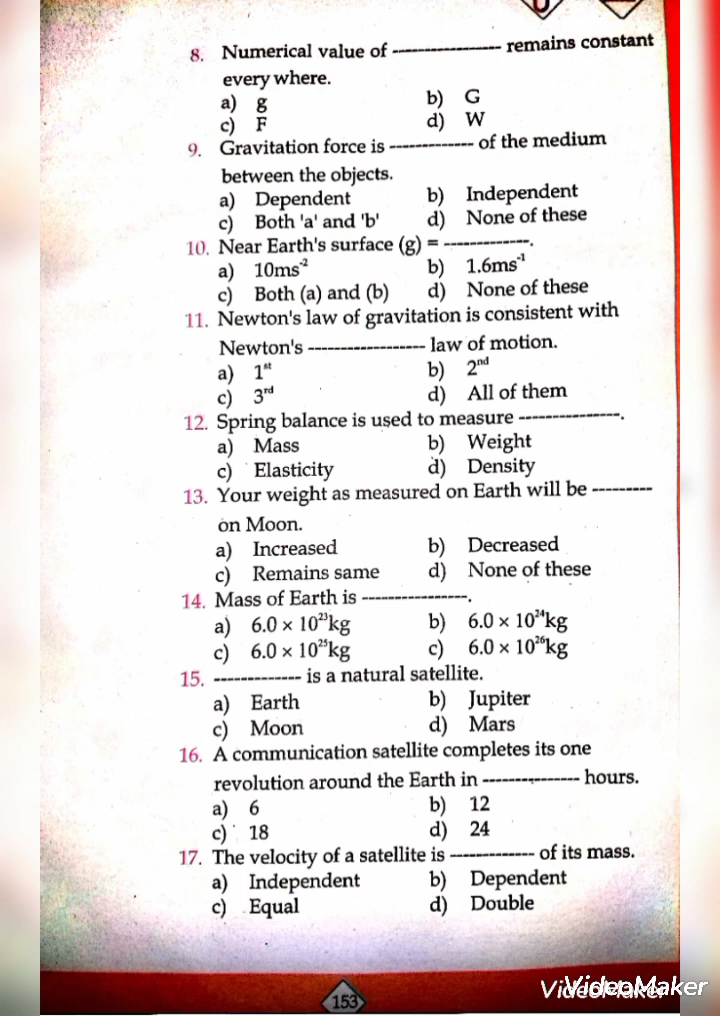 8. Numerical value of ----------------- remains constant
every where.
a) g b) G
c) F d) W
9. Gravitation force is ------------- of the medium
between the objects.
a) Dependent b) Independent
c) Both 'a' and 'b' d) None of these
10. Near Earth's surface (g) = -------------.
a) 10ms⁻² b) 1.6ms⁻¹
c) Both (a) and (b) d) None of these
11. Newton's law of gravitation is consistent with
Newton's ------------------ law of motion.
a) 1ˢᵗ b) 2ⁿᵈ
c) 3ʳᵈ d) All of them
12. Spring balance is used to measure ----------------.
a) Mass b) Weight
c) Elasticity d) Density
13. Your weight as measured on Earth will be ---------
on Moon.
a) Increased b) Decreased
c) Remains same d) None of these
14. Mass of Earth is ----------------.
a) 6.0 × 10²³kg b) 6.0 × 10²⁴kg
c) 6.0 × 10²⁵kg c) 6.0 × 10²⁶kg
15. ------------- is a natural satellite.
a) Earth b) Jupiter
c) Moon d) Mars
16. A communication satellite completes its one
revolution around the Earth in --------------- hours.
a) 6 b) 12
c) 18 d) 24
17. The velocity of a satellite is ------------- of its mass.
a) Independent b) Dependent
c) Equal d) Double
153
VideoMaker
VideoMaker